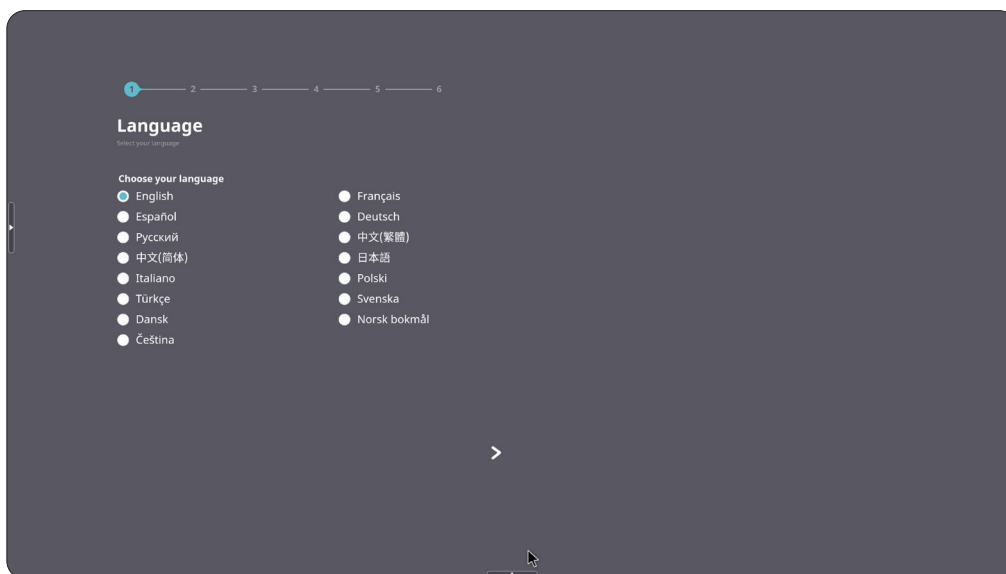 1 2 3 4 5 6
Language
Select your language
Choose your language
English
Français
Español
Deutsch
Русский
中文(繁體)
中文(简体)
日本語
Italiano
Polski
Türkçe
Svenska
Dansk
Norsk bokmål
Čeština